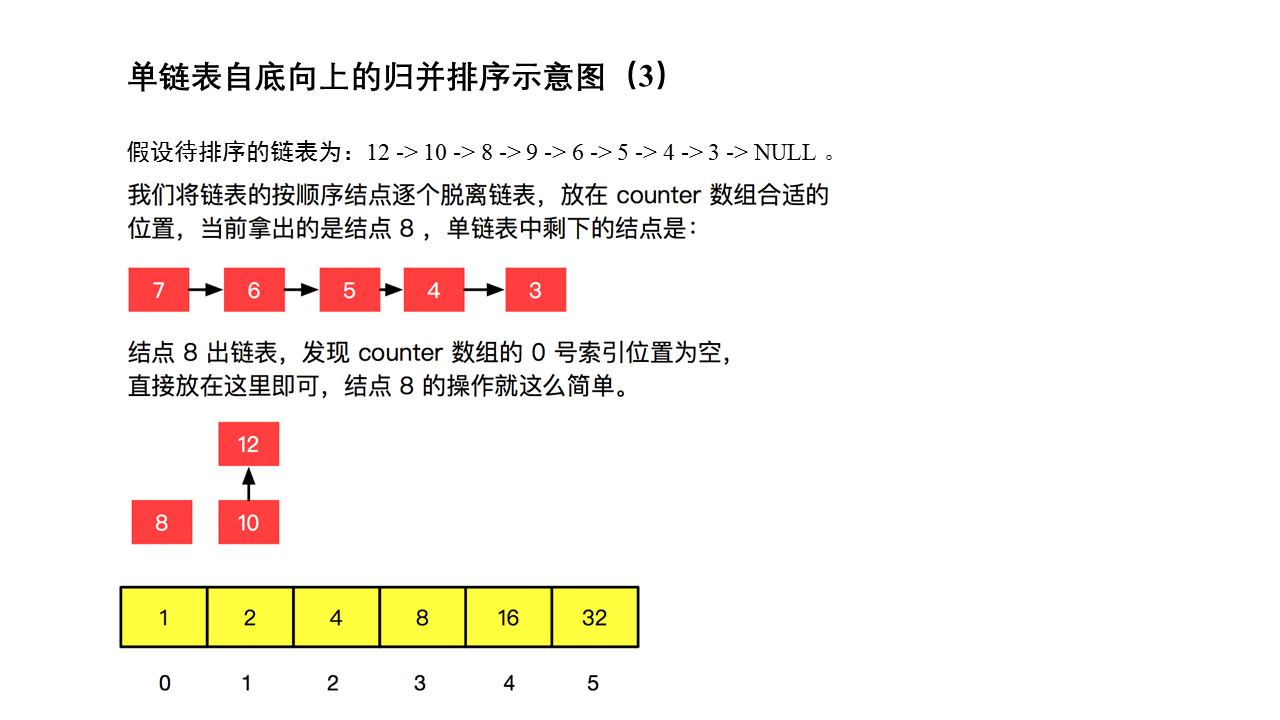 单链表自底向上的归并排序示意图（3）
假设待排序的链表为：12 -> 10 -> 8 -> 9 -> 6 -> 5 -> 4 -> 3 -> NULL 。
我们将链表的按顺序结点逐个脱离链表，放在 counter 数组合适的
位置，当前拿出的是结点 8 ，单链表中剩下的结点是：
7 6 5 4 3
结点 8 出链表，发现 counter 数组的 0 号索引位置为空，
直接放在这里即可，结点 8 的操作就这么简单。
12
8 10
1 2 4 8 16 32
0 1 2 3 4 5